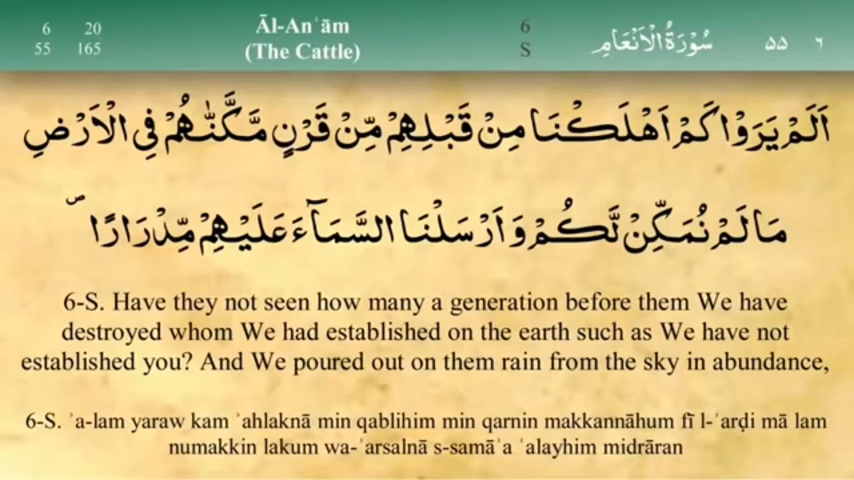 6 20 Āl-Anʿām 6 سُوْرَةُ الْاَنْعَام ٥٥ ٦
55 165 (The Cattle) S
اَلَمْ يَرَوْا كَمْ اَهْلَكْنَا مِنْ قَبْلِهِمْ مِّنْ قَرْنٍ مَّكَّنّٰهُمْ فِى الْاَرْضِ
مَا لَمْ نُمَكِّنْ لَّكُمْ وَاَرْسَلْنَا السَّمَآءَ عَلَيْهِمْ مِّدْرَارًا ۖ
6-S. Have they not seen how many a generation before them We have
destroyed whom We had established on the earth such as We have not
established you? And We poured out on them rain from the sky in abundance,
6-S. ʾa-lam yaraw kam ʾahlaknā min qablihim min qarnin makkannāhum fī l-ʾarḍi mā lam
numakkin lakum wa-ʾarsalnā s-samāʾa ʿalayhim midrāran